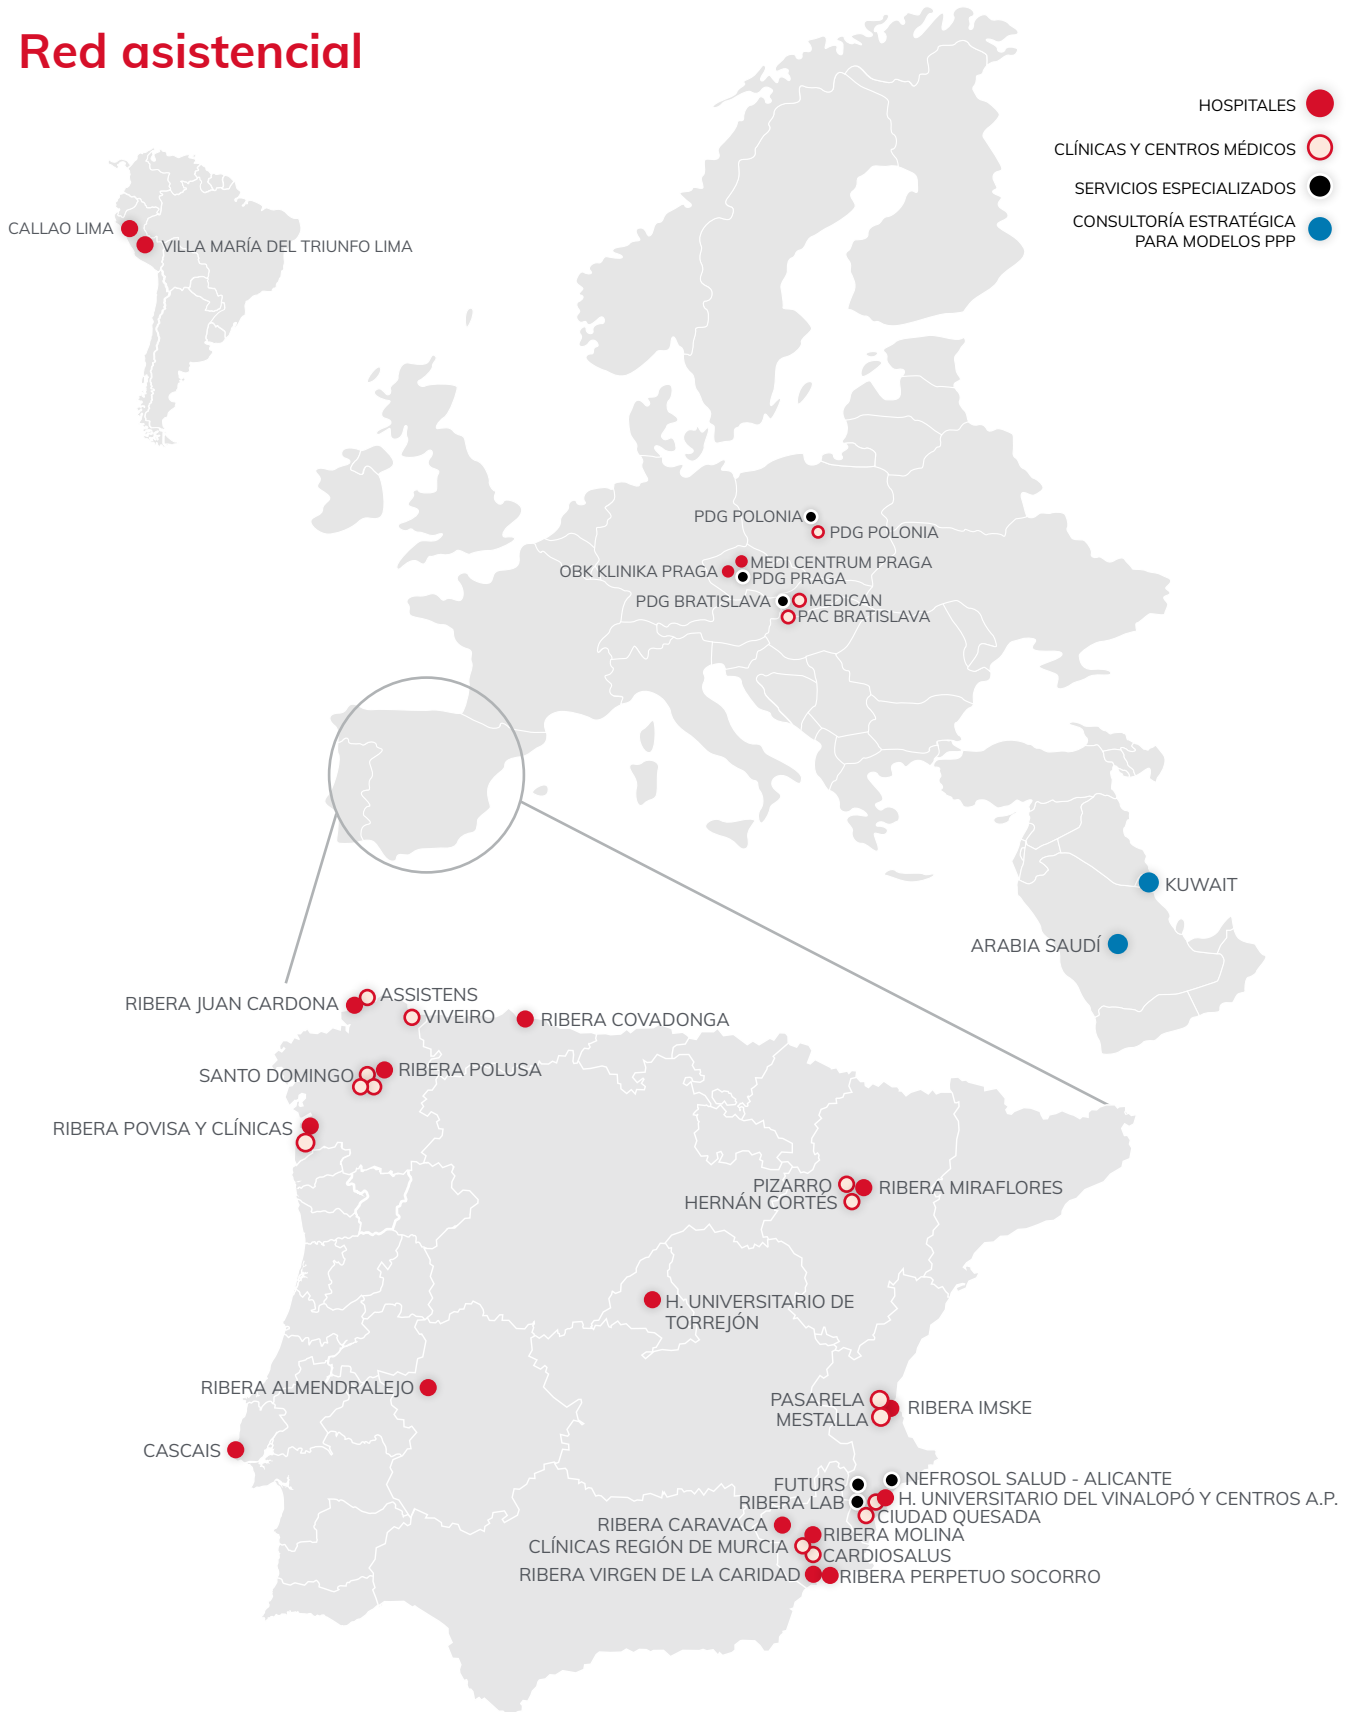 Red asistencial
HOSPITALES
CLÍNICAS Y CENTROS MÉDICOS
SERVICIOS ESPECIALIZADOS
CONSULTORÍA ESTRATÉGICA
PARA MODELOS PPP
CALLAO LIMA
VILLA MARÍA DEL TRIUNFO LIMA
PDG POLONIA
PDG POLONIA
MEDI CENTRUM PRAGA
OBK KLINIKA PRAGA
PDG PRAGA
PDG BRATISLAVA
MEDICAN
PAC BRATISLAVA
KUWAIT
ARABIA SAUDÍ
ASSISTENS
RIBERA JUAN CARDONA
VIVEIRO
RIBERA COVADONGA
SANTO DOMINGO
RIBERA POLUSA
RIBERA POVISA Y CLÍNICAS
PIZARRO
RIBERA MIRAFLORES
HERNÁN CORTÉS
H. UNIVERSITARIO DE
TORREJÓN
RIBERA ALMENDRALEJO
PASARELA
RIBERA IMSKE
MESTALLA
CASCAIS
NEFROSOL SALUD - ALICANTE
FUTURS
H. UNIVERSITARIO DEL VINALOPÓ Y CENTROS A.P.
RIBERA LAB
CIUDAD QUESADA
RIBERA CARAVACA
RIBERA MOLINA
CLÍNICAS REGIÓN DE MURCIA
CARDIOSALUS
RIBERA VIRGEN DE LA CARIDAD
RIBERA PERPETUO SOCORRO